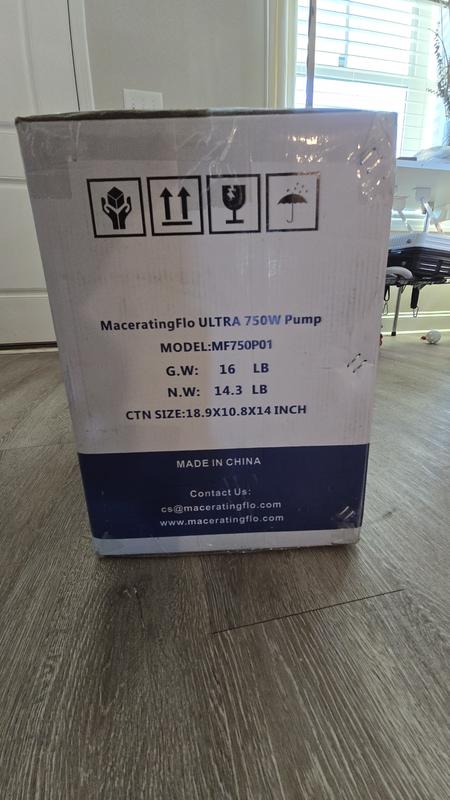 MaceratingFlo ULTRA 750W Pump
MODEL:MF750P01
G.W: 16 LB
N.W: 14.3 LB
CTN SIZE:18.9X10.8X14 INCH
MADE IN CHINA
Contact Us:
cs@maceratingflo.com
www.maceratingflo.com